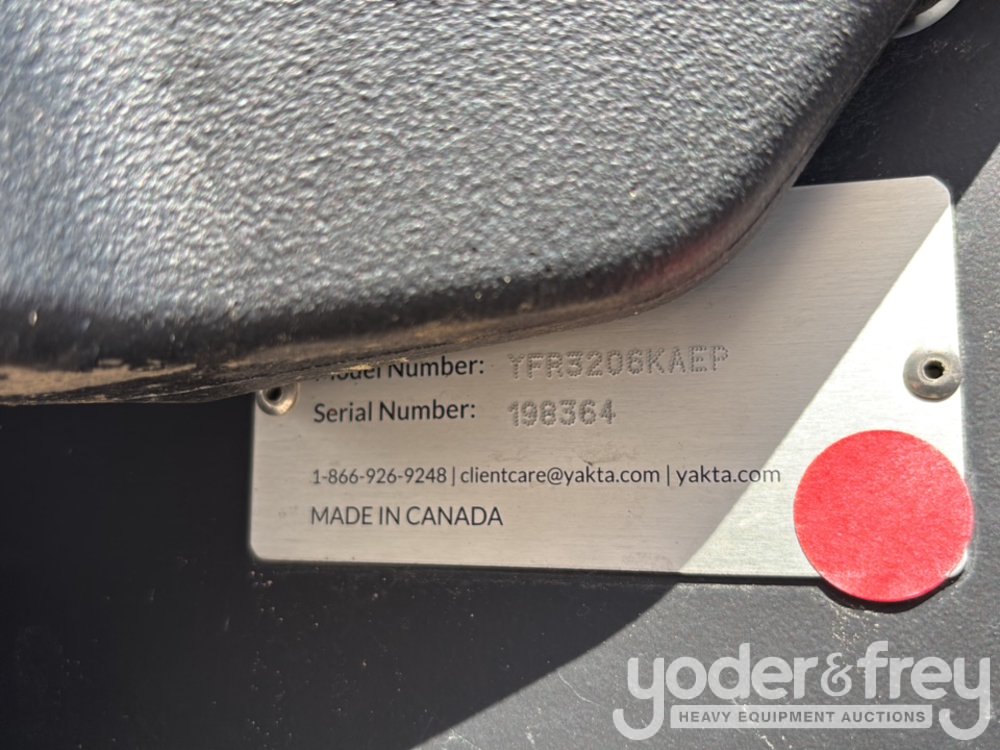 Model Number: YFR3206KAEP
Serial Number: 198364
1-866-926-9248 | clientcare@yakta.com | yakta.com
MADE IN CANADA
yoder&frey
HEAVY EQUIPMENT AUCTIONS